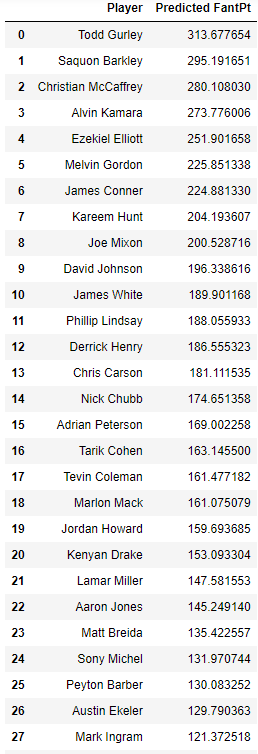 Player Predicted FantPt
0 Todd Gurley 313.677654
1 Saquon Barkley 295.191651
2 Christian McCaffrey 280.108030
3 Alvin Kamara 273.776006
4 Ezekiel Elliott 251.901658
5 Melvin Gordon 225.851338
6 James Conner 224.881330
7 Kareem Hunt 204.193607
8 Joe Mixon 200.528716
9 David Johnson 196.338616
10 James White 189.901168
11 Phillip Lindsay 188.055933
12 Derrick Henry 186.555323
13 Chris Carson 181.111535
14 Nick Chubb 174.651358
15 Adrian Peterson 169.002258
16 Tarik Cohen 163.145500
17 Tevin Coleman 161.477182
18 Marlon Mack 161.075079
19 Jordan Howard 159.693685
20 Kenyan Drake 153.093304
21 Lamar Miller 147.581553
22 Aaron Jones 145.249140
23 Matt Breida 135.422557
24 Sony Michel 131.970744
25 Peyton Barber 130.083252
26 Austin Ekeler 129.790363
27 Mark Ingram 121.372518